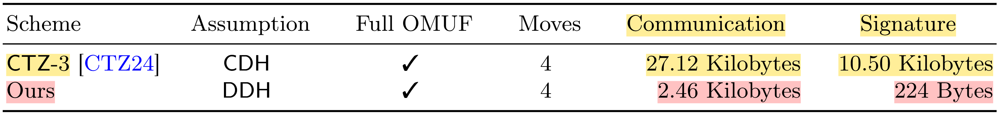 Scheme Assumption Full OMUF Moves Communication Signature
CTZ-3 [CTZ24] CDH ✓ 4 27.12 Kilobytes 10.50 Kilobytes
Ours DDH ✓ 4 2.46 Kilobytes 224 Bytes